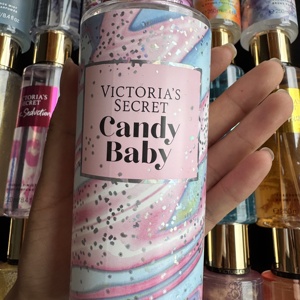 VICTORIA'S
SECRET
Candy
Baby
VICTORIA'S
SECRET
Seduction